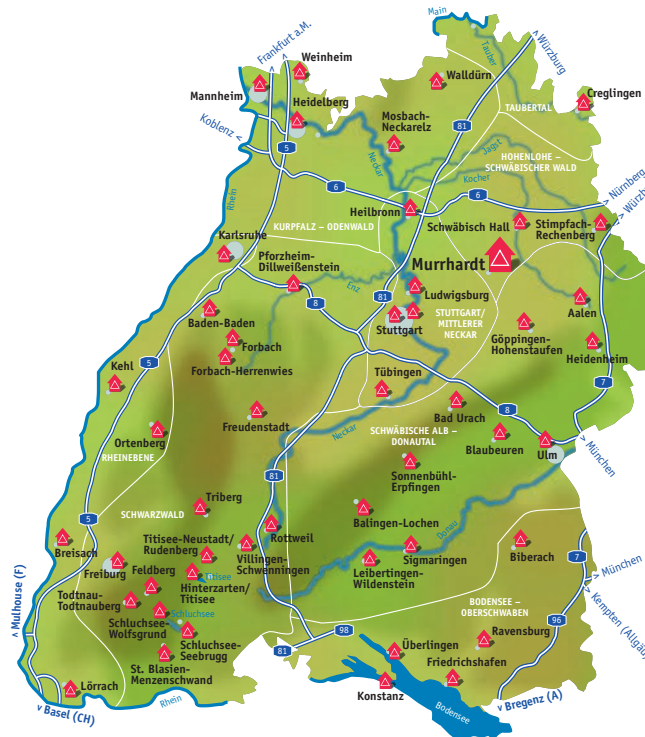 Main
Frankfurt a.M.
Tauber
Würzburg
Weinheim
Walldürn
Mannheim
Creglingen
Heidelberg
TAUBERTAL
Koblenz
Mosbach-
Neckarelz
81
5
Jagst
HOHENLOHE –
SCHWÄBISCHER WALD
Neckar
Kocher
6
6
Nürnberg
Rhein
Heilbronn
Würzb
Schwäbisch Hall
Stimpfach-
Rechenberg
KURPFALZ – ODENWALD
Karlsruhe
Murrhardt
Pforzheim-
Dillweißenstein
Enz
81
Ludwigsburg
8
Aalen
Baden-Baden
STUTTGART/
MITTLERER
NECKAR
Stuttgart
Göppingen-
Hohenstaufen
Forbach
Heidenheim
Forbach-Herrenwies
5
7
Kehl
Tübingen
Bad Urach
8
Freudenstadt
Neckar
SCHWÄBISCHE ALB –
DONAUTAL
Blaubeuren
Ulm
München
Ortenberg
RHEINEBENE
Sonnenbühl-
Erpfingen
81
Triberg
Balingen-Lochen
SCHWARZWALD
5
Donau
Rottweil
Breisach
Titisee-Neustadt/
Rudenberg
Villingen-
Schwenningen
Sigmaringen
Biberach
7
Freiburg
Feldberg
Leibertingen-
Wildenstein
München
Titisee
Hinterzarten/
Titisee
Todtnau-
Todtnauberg
Kempten (Allgäu)
Mulhouse (F)
Schluchsee
BODENSEE –
OBERSCHWABEN
Schluchsee-
Wolfsgrund
96
98
Ravensburg
81
Schluchsee-
Seebrugg
Überlingen
St. Blasien-
Menzenschwand
Friedrichshafen
Lörrach
Konstanz
Rhein
Bodensee
Basel (CH)
Bregenz (A)